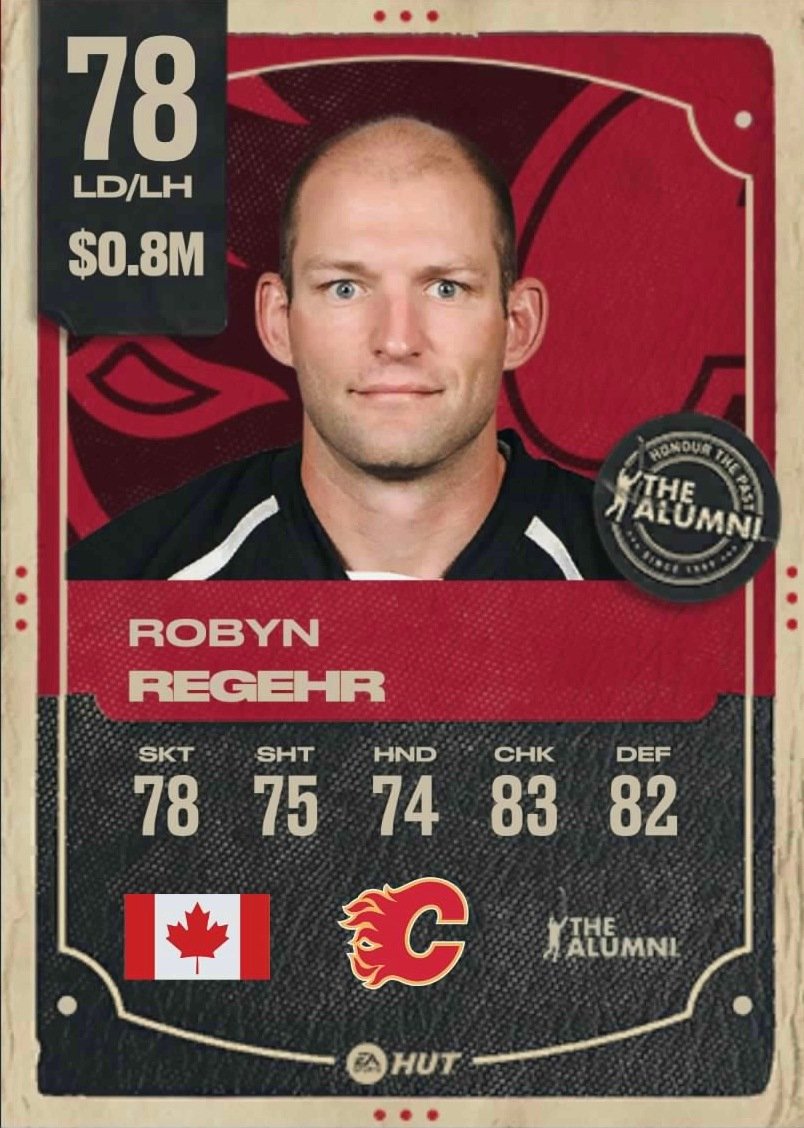 78
LD/LH
$0.8M
HONOUR THE PAST
THE
ALUMNI
ROBYN
REGEHR
SKT SHT HND CHK DEF
78 75 74 83 82
C
THE
ALUMNI
EA
HUT